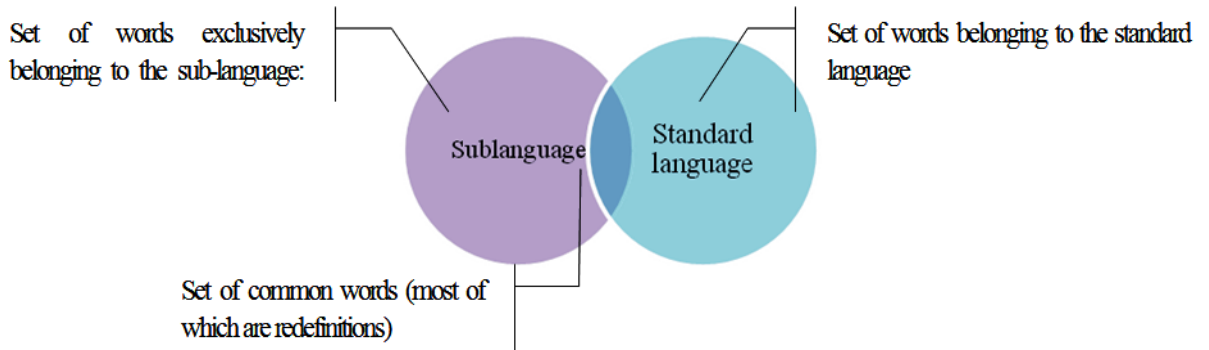 Set of words exclusively
belonging to the sub-language:
Set of words belonging to the standard
language
Sublanguage
Standard
language
Set of common words (most of
which are redefinitions)